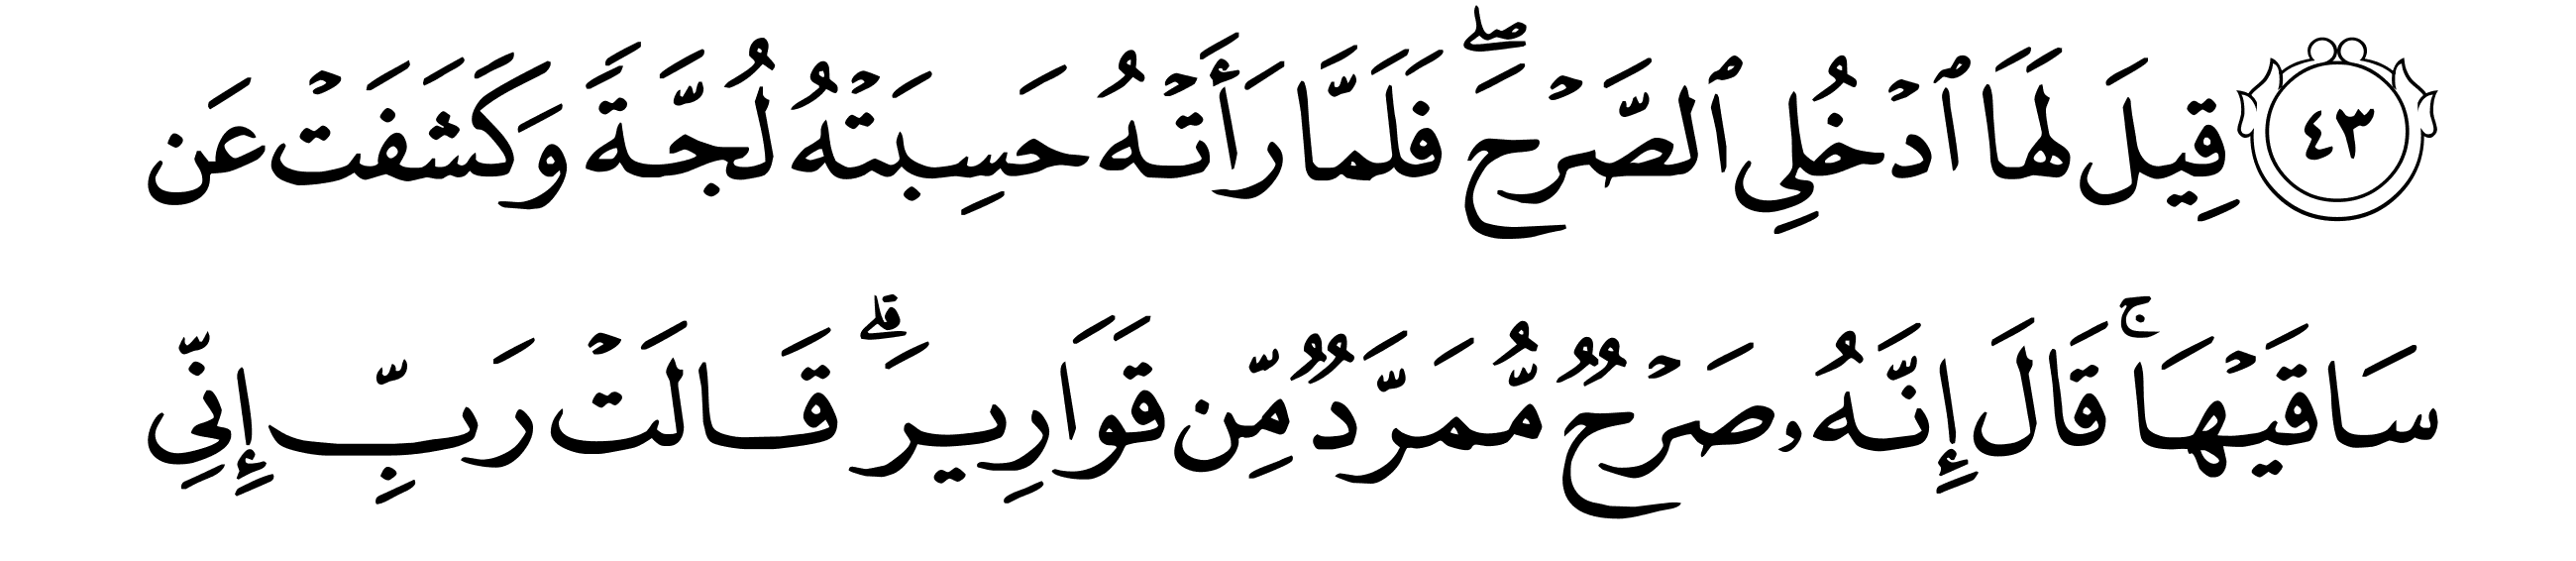 ٤٣ قِيلَ لَهَا ٱدْخُلِي ٱلصَّرْحَ ۖ فَلَمَّا رَأَتْهُ حَسِبَتْهُ لُجَّةً وَكَشَفَتْ عَن
سَاقَيْهَا ۚ قَالَ إِنَّهُۥ صَرْحٌ مُّمَرَّدٌ مِّن قَوَارِيرَ ۗ قَالَتْ رَبِّ إِنِّي